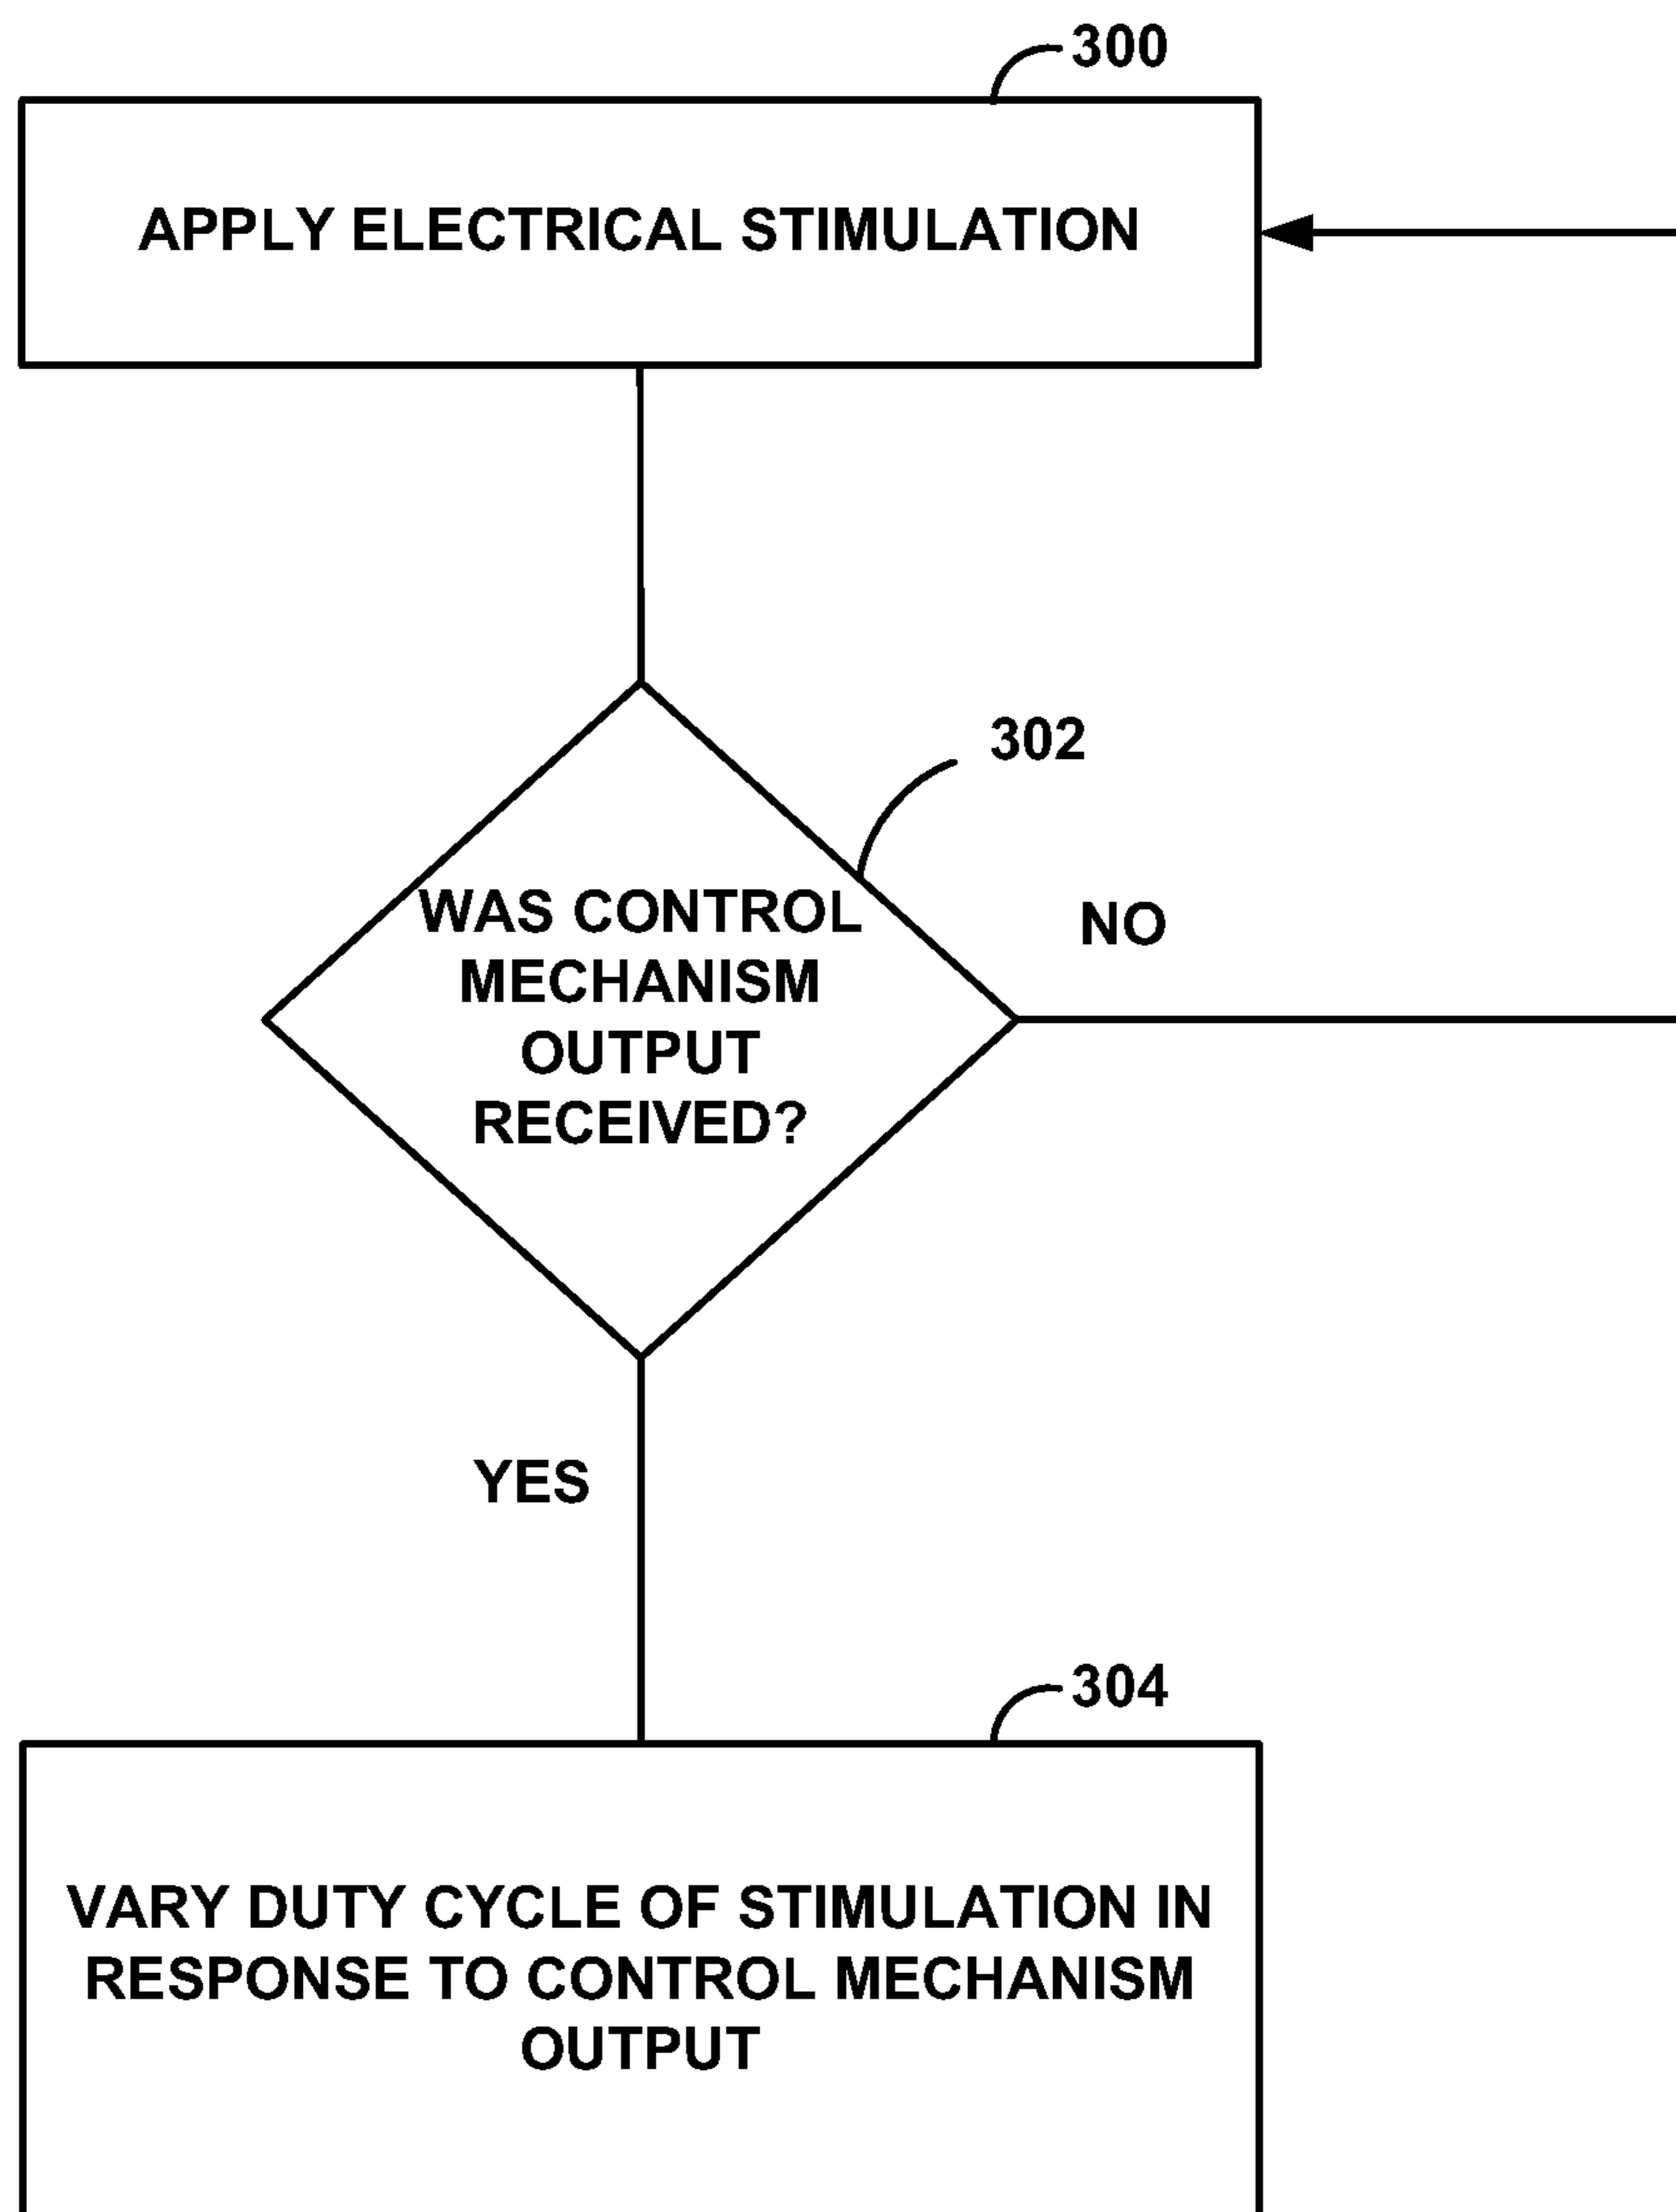 300
APPLY ELECTRICAL STIMULATION
302
WAS CONTROL
MECHANISM
OUTPUT
RECEIVED?
NO
YES
304
VARY DUTY CYCLE OF STIMULATION IN
RESPONSE TO CONTROL MECHANISM
OUTPUT